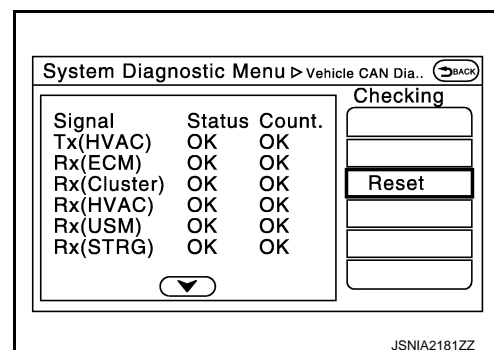 System Diagnostic Menu ▷ Vehicle CAN Dia.. BACK
Checking
Signal Status Count.
Tx(HVAC) OK OK
Rx(ECM) OK OK
Rx(Cluster) OK OK
Rx(HVAC) OK OK
Rx(USM) OK OK
Rx(STRG) OK OK
Reset
JSNIA2181ZZ